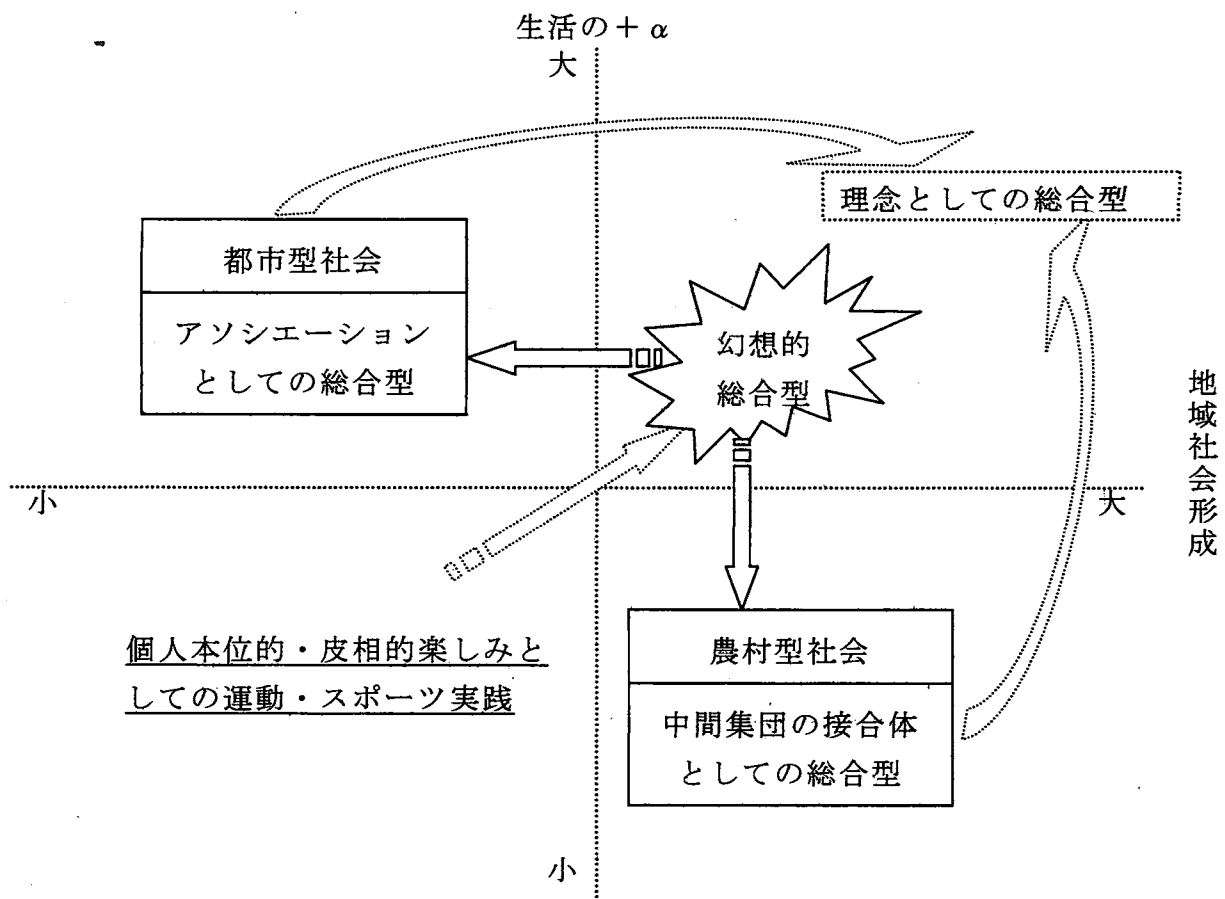 生活の＋α
大
理念としての総合型
都市型社会
アソシエーション
としての総合型
幻想的
総合型
地域社会形成
小
大
個人本位的・皮相的楽しみと
しての運動・スポーツ実践
農村型社会
中間集団の接合体
としての総合型
小